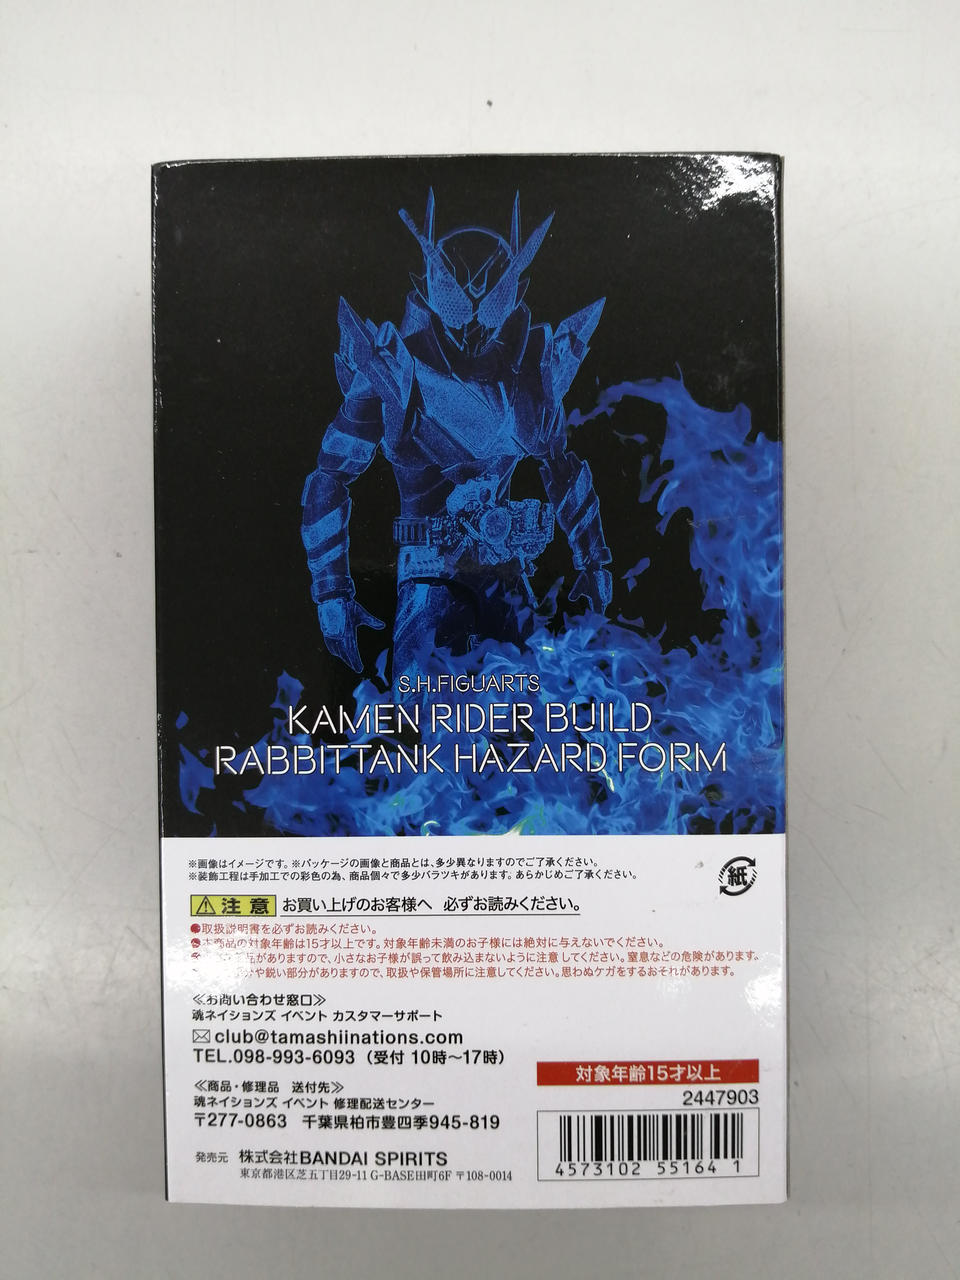 S.H.FIGUARTS
KAMEN RIDER BUILD
RABBITTANK HAZARD FORM
※画像はイメージです。※パッケージの画像と商品とは、多少異なりますのでご了承ください。
※装飾工程は手加工での彩色の為、商品個々で多少バラツキがあります。あらかじめご了承ください。
紙
注意 お買い上げのお客様へ 必ずお読みください。
●取扱説明書を必ずお読みください。
●本商品の対象年齢は15才以上です。対象年齢未満のお子様には絶対に与えないでください。
がありますので、小さなお子様が誤って飲み込まないように注意してください。窒息などの危険があります。
や鋭い部分がありますので、取扱や保管場所に注意してください。思わぬケガをするおそれがあります。
≪お問い合わせ窓口≫
魂ネイションズ イベント カスタマーサポート
club@tamashiinations.com
TEL.098-993-6093（受付 10時〜17時）
≪商品・修理品 送付先≫
魂ネイションズ イベント 修理配送センター
〒277-0863 千葉県柏市豊四季945-819
発売元 株式会社BANDAI SPIRITS
東京都港区芝五丁目29-11 G-BASE田町6F 〒108-0014
対象年齢15才以上
2447903
4573102 55164 1